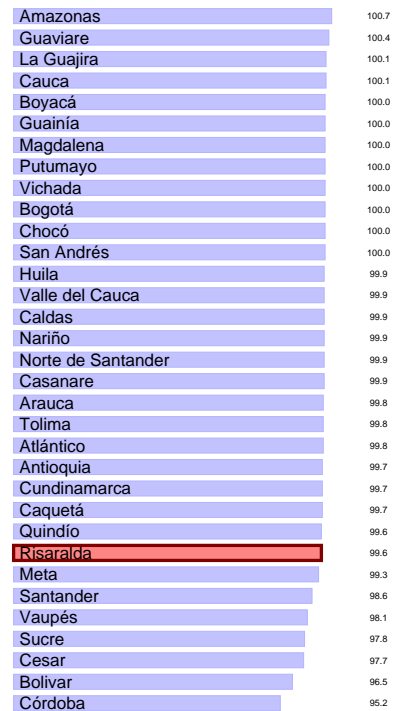 Amazonas 100.7
Guaviare 100.4
La Guajira 100.1
Cauca 100.1
Boyacá 100.0
Guainía 100.0
Magdalena 100.0
Putumayo 100.0
Vichada 100.0
Bogotá 100.0
Chocó 100.0
San Andrés 100.0
Huila 99.9
Valle del Cauca 99.9
Caldas 99.9
Nariño 99.9
Norte de Santander 99.9
Casanare 99.9
Arauca 99.8
Tolima 99.8
Atlántico 99.8
Antioquia 99.7
Cundinamarca 99.7
Caquetá 99.7
Quindío 99.6
Risaralda 99.6
Meta 99.3
Santander 98.6
Vaupés 98.1
Sucre 97.8
Cesar 97.7
Bolivar 96.5
Córdoba 95.2